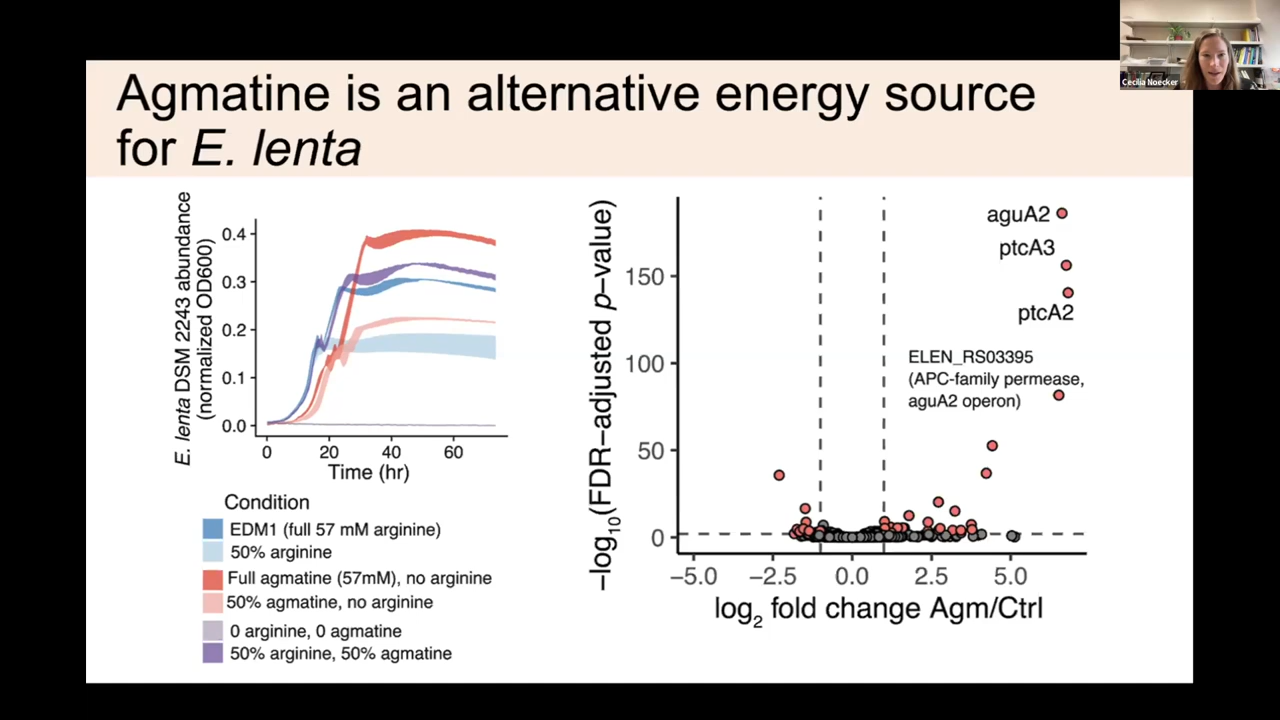 Cecilia Noecker
Agmatine is an alternative energy source
for E. lenta
E. lenta DSM 2243 abundance
(normalized OD600)
0.4
0.3
0.2
0.1
0.0
0 20 40 60
Time (hr)
Condition
EDM1 (full 57 mM arginine)
50% arginine
Full agmatine (57mM), no arginine
50% agmatine, no arginine
0 arginine, 0 agmatine
50% arginine, 50% agmatine
−log10(FDR−adjusted p−value)
150
100
50
0
aguA2
ptcA3
ptcA2
ELEN_RS03395
(APC-family permease,
aguA2 operon)
−5.0 −2.5 0.0 2.5 5.0
log2 fold change Agm/Ctrl